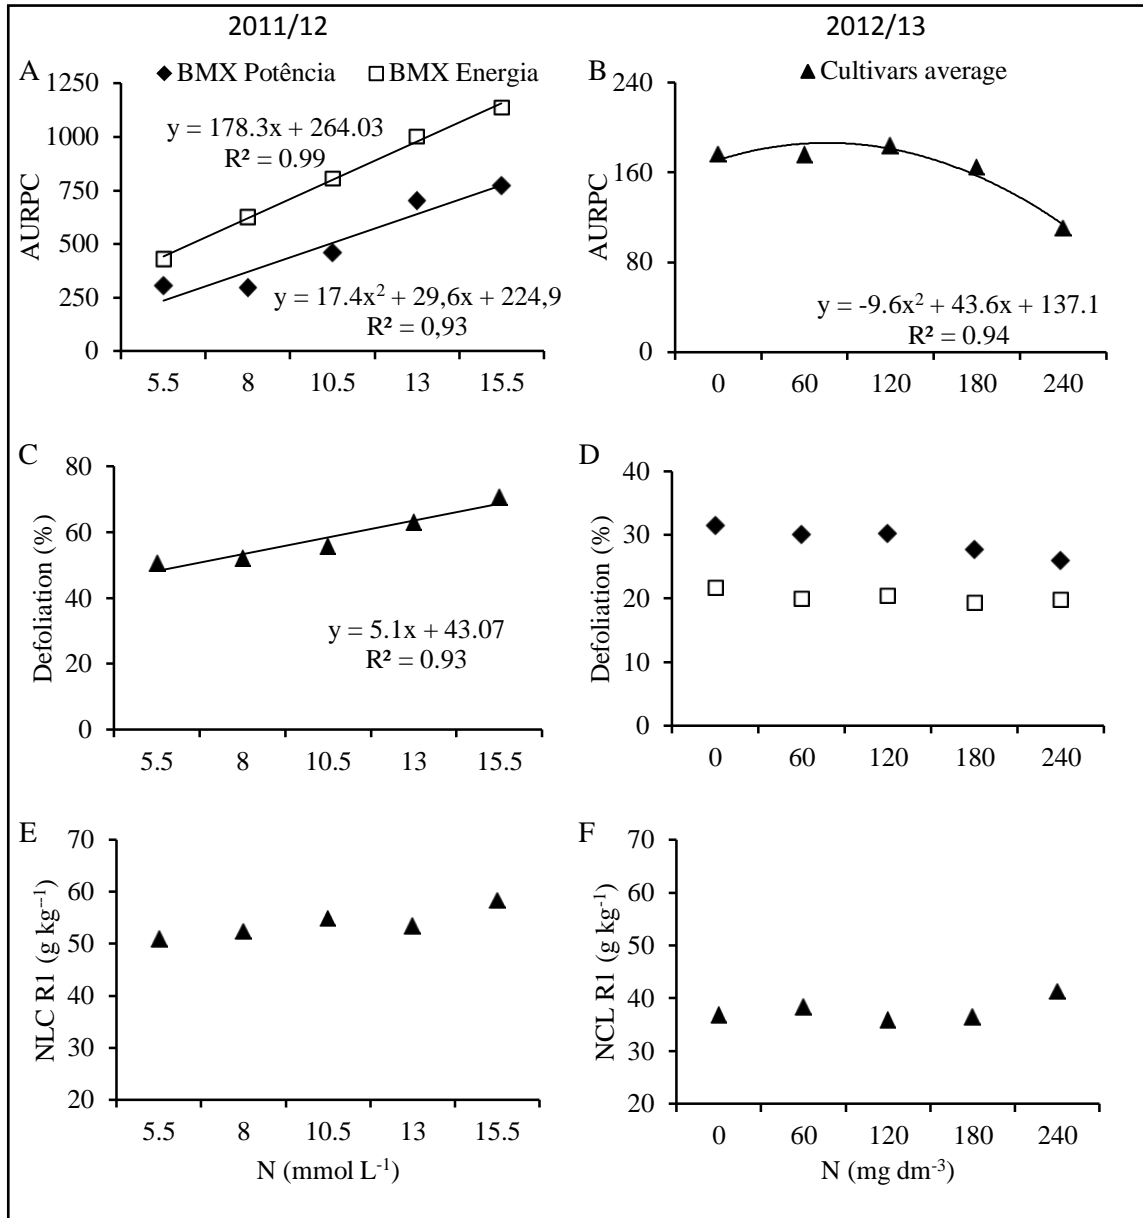 2011/12
2012/13
A
BMX Potência
BMX Energia
1250
1000
750
500
250
0
AURPC
y = 178.3x + 264.03
R² = 0.99
y = 17.4x² + 29,6x + 224,9
R² = 0,93
5.5 8 10.5 13 15.5
B
Cultivars average
240
160
80
0
AURPC
y = -9.6x² + 43.6x + 137.1
R² = 0.94
0 60 120 180 240
C
80
60
40
20
0
Defoliation (%)
y = 5.1x + 43.07
R² = 0.93
5.5 8 10.5 13 15.5
D
40
30
20
10
0
Defoliation (%)
0 60 120 180 240
E
70
60
50
40
30
20
NLC R1 (g kg⁻¹)
5.5 8 10.5 13 15.5
N (mmol L⁻¹)
F
70
60
50
40
30
20
NCL R1 (g kg⁻¹)
0 60 120 180 240
N (mg dm⁻³)